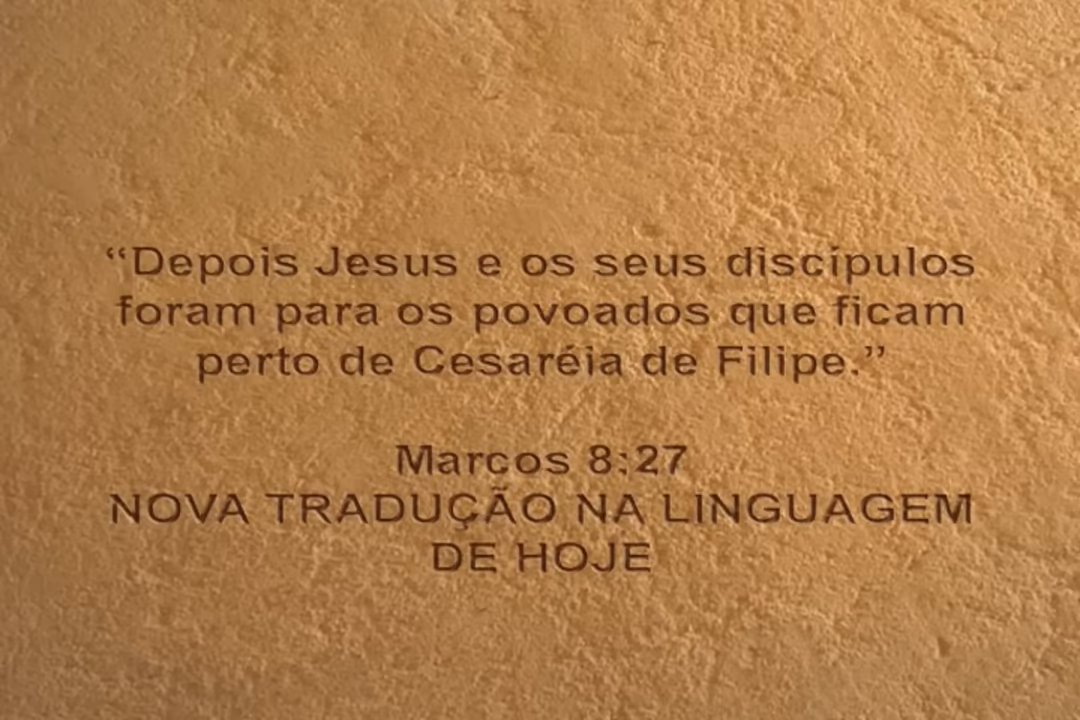 “Depois Jesus e os seus discípulos
foram para os povoados que ficam
perto de Cesaréia de Filipe.”
Marcos 8:27
NOVA TRADUÇÃO NA LINGUAGEM
DE HOJE